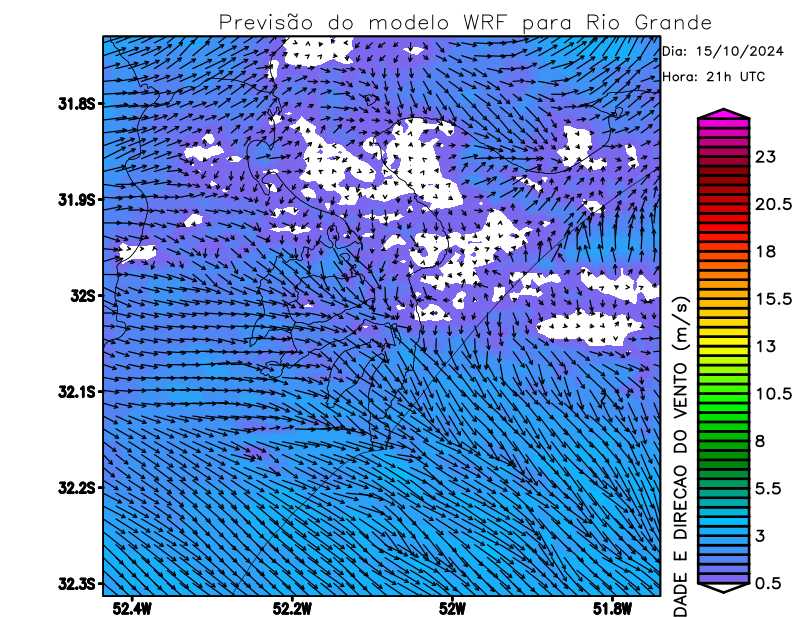 Previsão do modelo WRF para Rio Grande
Dia: 15/10/2024
Hora: 21h UTC
31.8S
31.9S
32S
32.1S
32.2S
32.3S
52.4W
52.2W
52W
51.8W
DADE E DIRECAO DO VENTO (m/s)
23
20.5
18
15.5
13
10.5
8
5.5
3
0.5